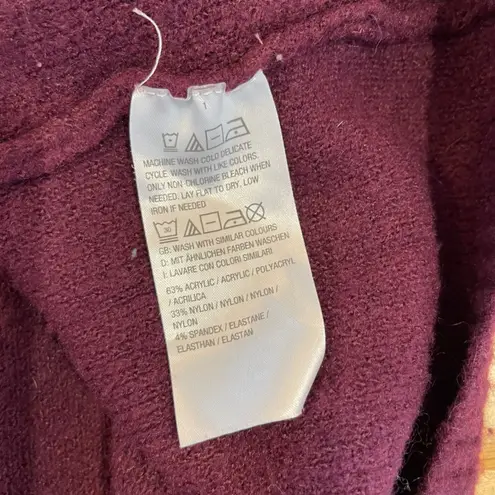 1
MACHINE WASH COLD DELICATE
CYCLE. WASH WITH LIKE COLORS.
ONLY NON-CHLORINE BLEACH WHEN
NEEDED. LAY FLAT TO DRY. LOW
IRON IF NEEDED
30
GB: WASH WITH SIMILAR COLOURS
D: MIT ÄHNLICHEN FARBEN WASCHEN
I: LAVARE CON COLORI SIMILARI
63% ACRYLIC / ACRYLIC / POLYACRYL
/ ACRILICA
33% NYLON / NYLON / NYLON /
NYLON
4% SPANDEX / ELASTANE /
ELASTHAN / ELASTAN